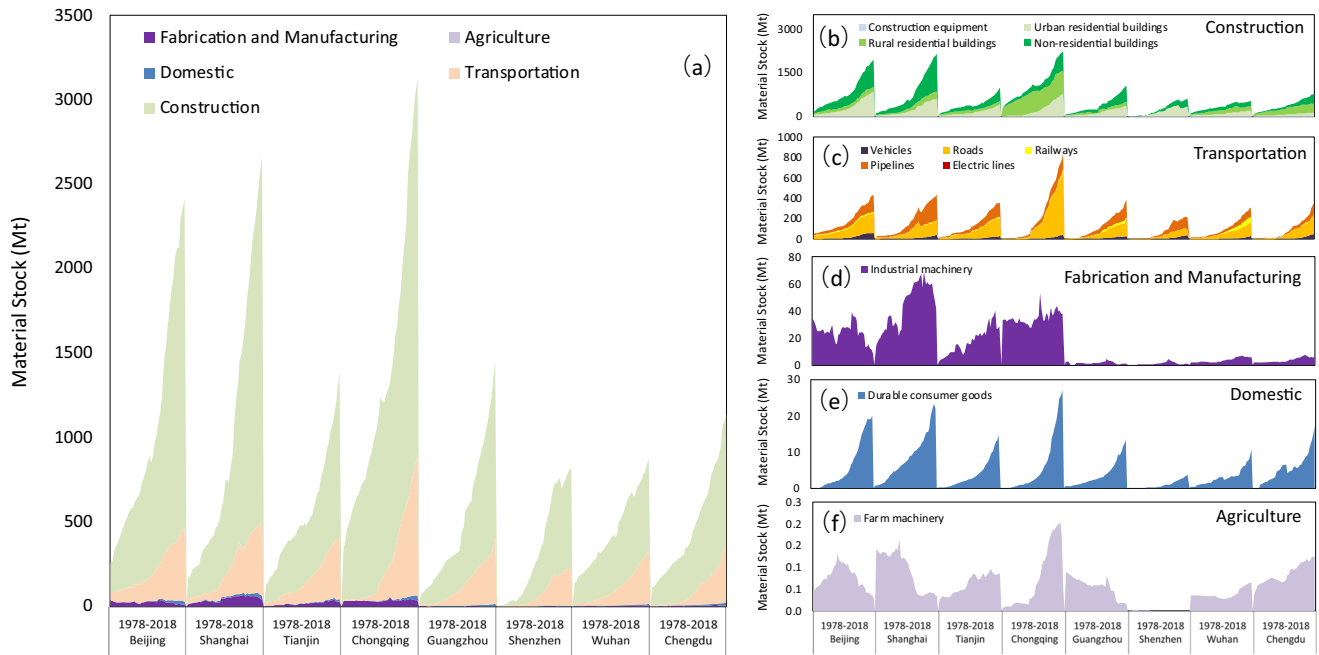 3500
3000
2500
2000
1500
1000
500
0
Material Stock (Mt)
Fabrication and Manufacturing
Agriculture
Domestic
Transportation
Construction
(a)
1978-2018 1978-2018 1978-2018 1978-2018 1978-2018 1978-2018 1978-2018 1978-2018
Beijing Shanghai Tianjin Chongqing Guangzhou Shenzhen Wuhan Chengdu
(b)
Construction equipment
Urban residential buildings
Rural residential buildings
Non-residential buildings
Construction
3000
1500
0
Material Stock (Mt)
(c)
Vehicles
Roads
Railways
Pipelines
Electric lines
Transportation
1000
800
600
400
200
0
Material Stock (Mt)
(d)
Industrial machinery
Fabrication and Manufacturing
80
60
40
20
0
Material Stock (Mt)
(e)
Durable consumer goods
Domestic
30
20
10
0
Material Stock (Mt)
(f)
Farm machinery
Agriculture
0.3
0.2
0.2
0.1
0.1
0.0
Material Stock (Mt)
1978-2018 1978-2018 1978-2018 1978-2018 1978-2018 1978-2018 1978-2018 1978-2018
Beijing Shanghai Tianjin Chongqing Guangzhou Shenzhen Wuhan Chengdu